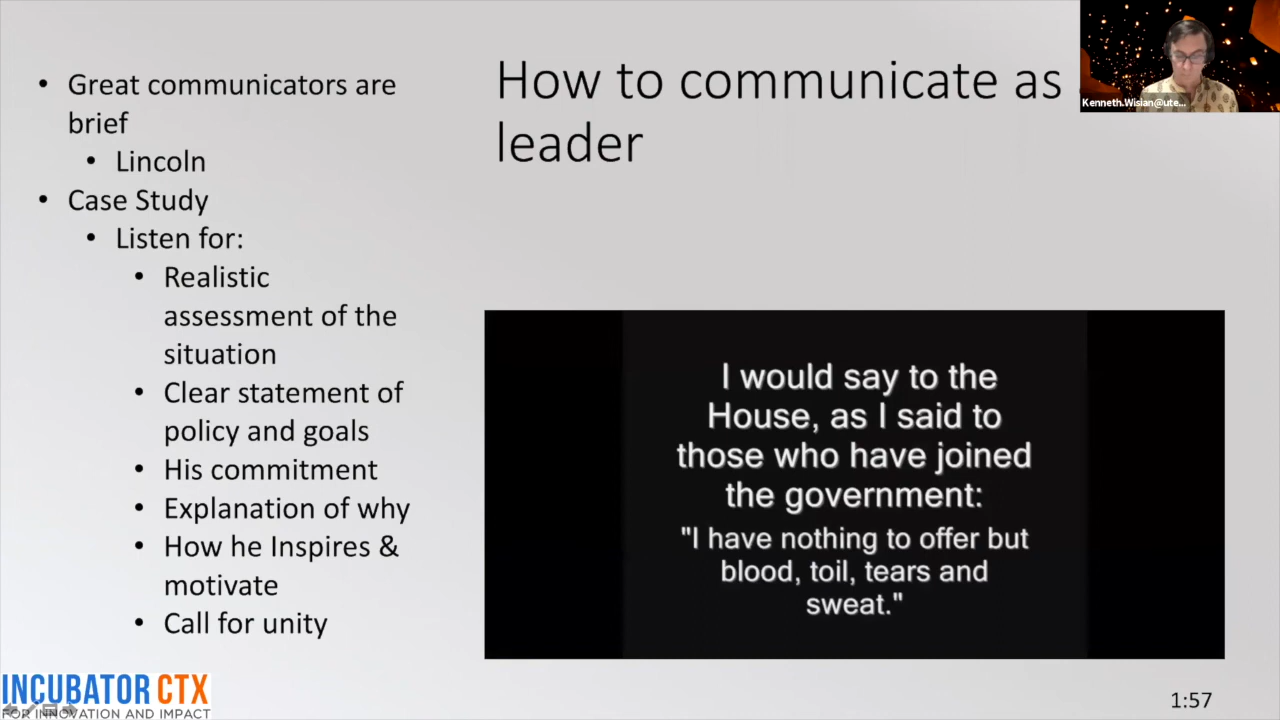 How to communicate as
leader
• Great communicators are
brief
• Lincoln
• Case Study
• Listen for:
• Realistic
assessment of the
situation
• Clear statement of
policy and goals
• His commitment
• Explanation of why
• How he Inspires &
motivate
• Call for unity
I would say to the
House, as I said to
those who have joined
the government:
"I have nothing to offer but
blood, toil, tears and
sweat."
Kenneth.Wisian@ute...
INCUBATOR CTX
FOR INNOVATION AND IMPACT
1:57